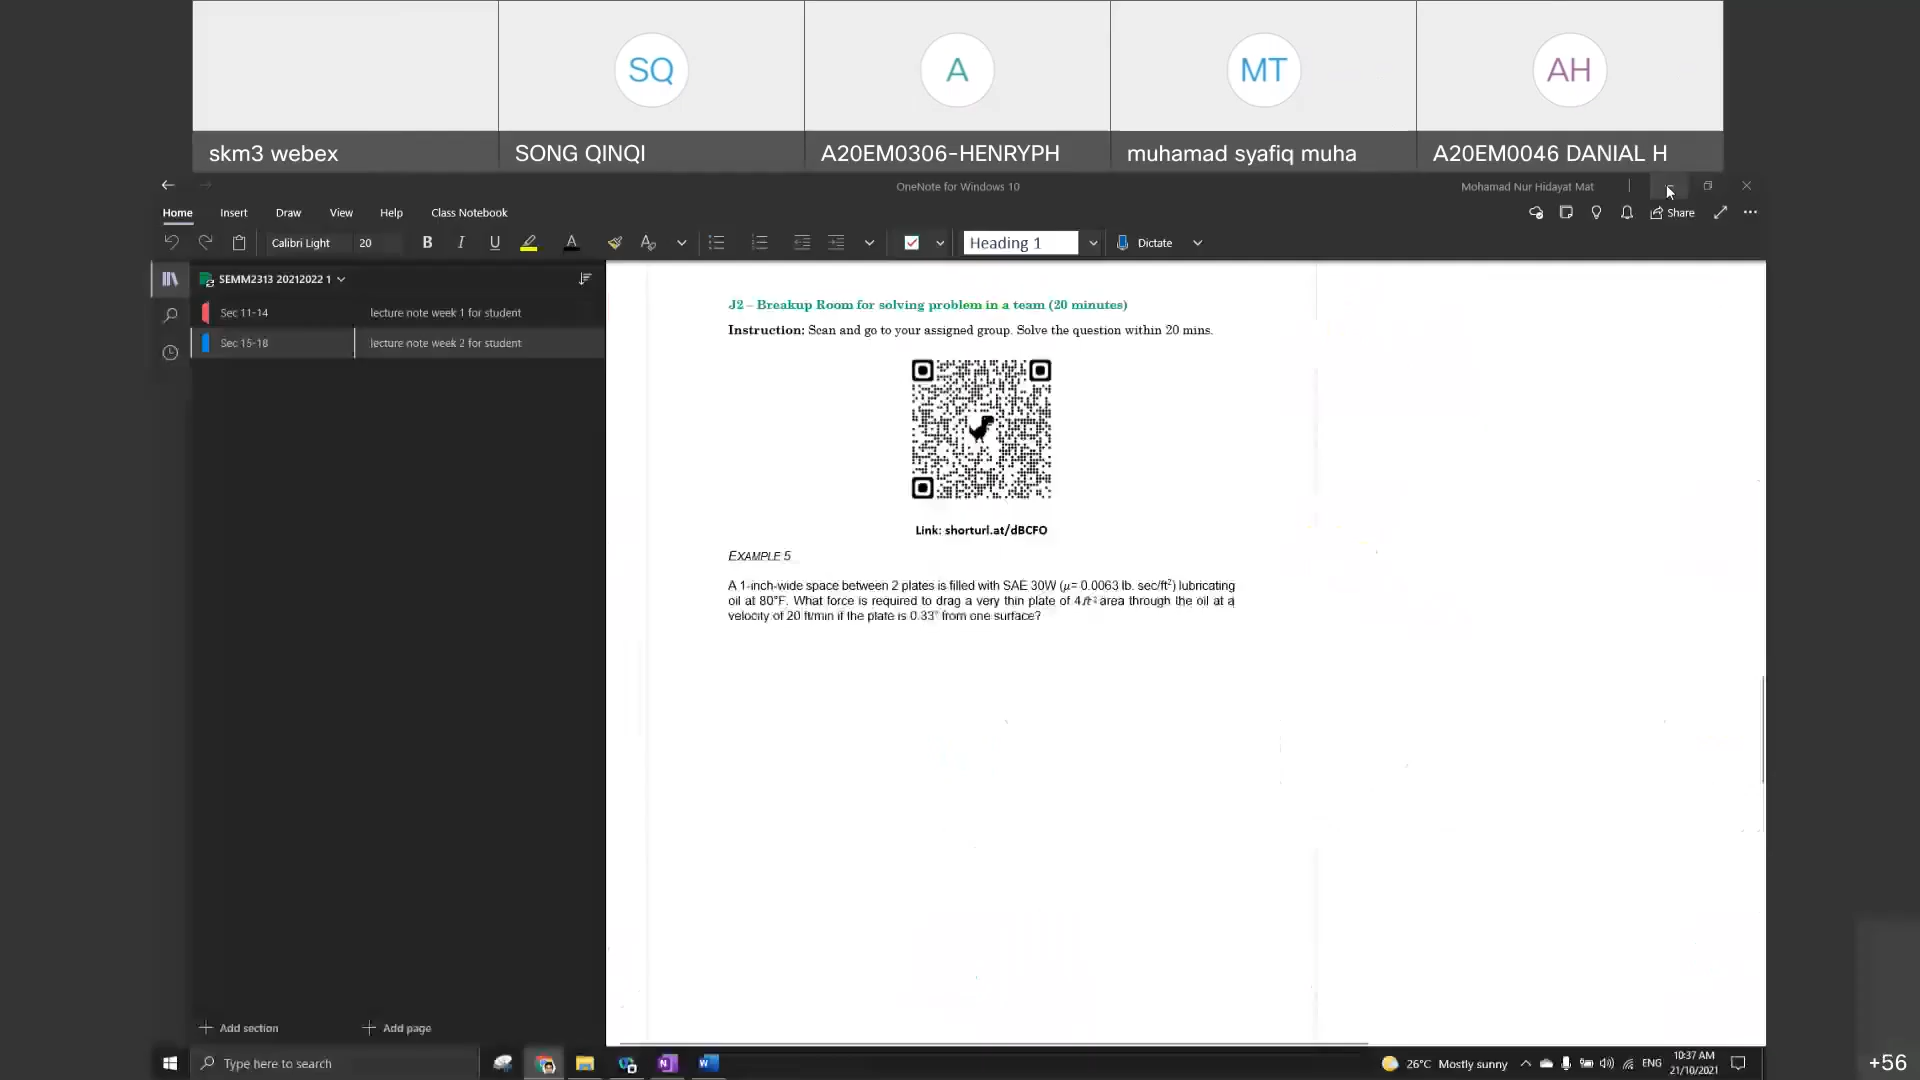 SQ
A
MT
AH
skm3 webex
SONG QINQI
A20EM0306-HENRYPH
muhamad syafiq muha
A20EM0046 DANIAL H
OneNote for Windows 10
Mohamad Nur Hidayat Mat
Home
Insert
Draw
View
Help
Class Notebook
Share
Calibri Light
20
B
I
U
Heading 1
Dictate
SEMM2313 20212022 1
Sec 11-14
lecture note week 1 for student
Sec 15-18
lecture note week 2 for student
J2 – Breakup Room for solving problem in a team (20 minutes)
Instruction: Scan and go to your assigned group. Solve the question within 20 mins.
Link: shorturl.at/dBCFO
EXAMPLE 5
A 1-inch-wide space between 2 plates is filled with SAE 30W (μ= 0.0063 lb. sec/ft²) lubricating
oil at 80°F. What force is required to drag a very thin plate of 4 ft² area through the oil at a
velocity of 20 ft/min if the plate is 0.33" from one surface?
Add section
Add page
Type here to search
26°C Mostly sunny
ENG
10:37 AM
21/10/2021
+56